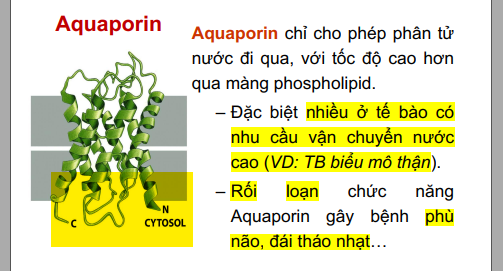 Aquaporin
Aquaporin chỉ cho phép phân tử
nước đi qua, với tốc độ cao hơn
qua màng phospholipid.
– Đặc biệt nhiều ở tế bào có
nhu cầu vận chuyển nước
cao (VD: TB biểu mô thận).
– Rối loạn chức năng
Aquaporin gây bệnh phù
não, đái tháo nhạt…
N
C
CYTOSOL